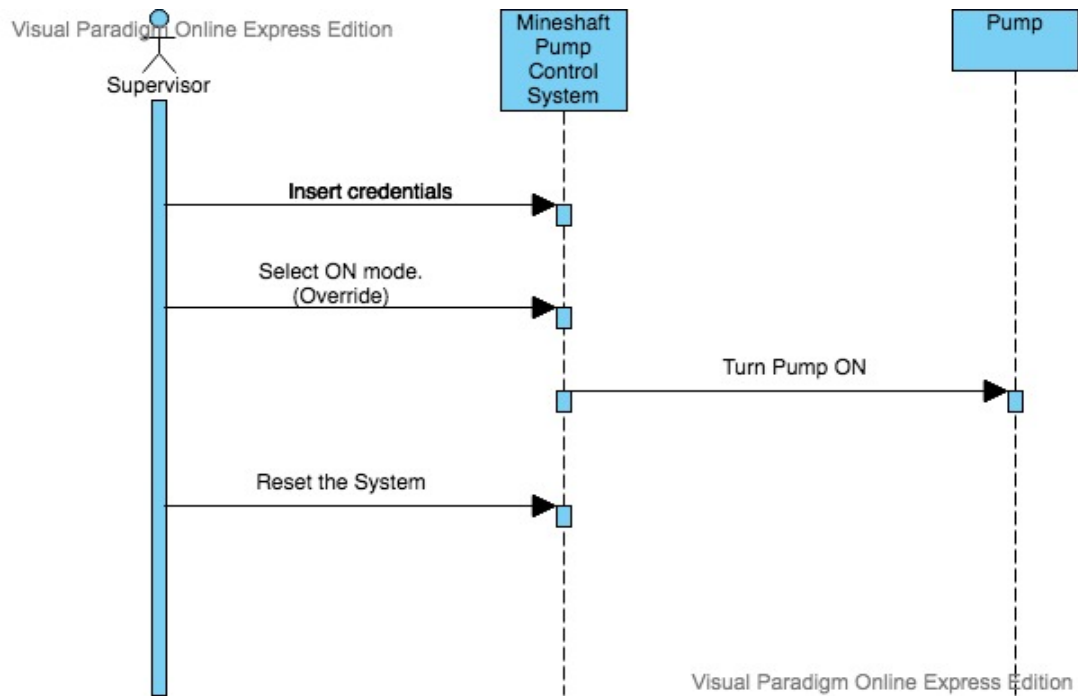 Visual Paradigm Online Express Edition
Supervisor
Mineshaft
Pump
Control
System
Pump
Insert credentials
Select ON mode.
(Override)
Turn Pump ON
Reset the System
Visual Paradigm Online Express Edition